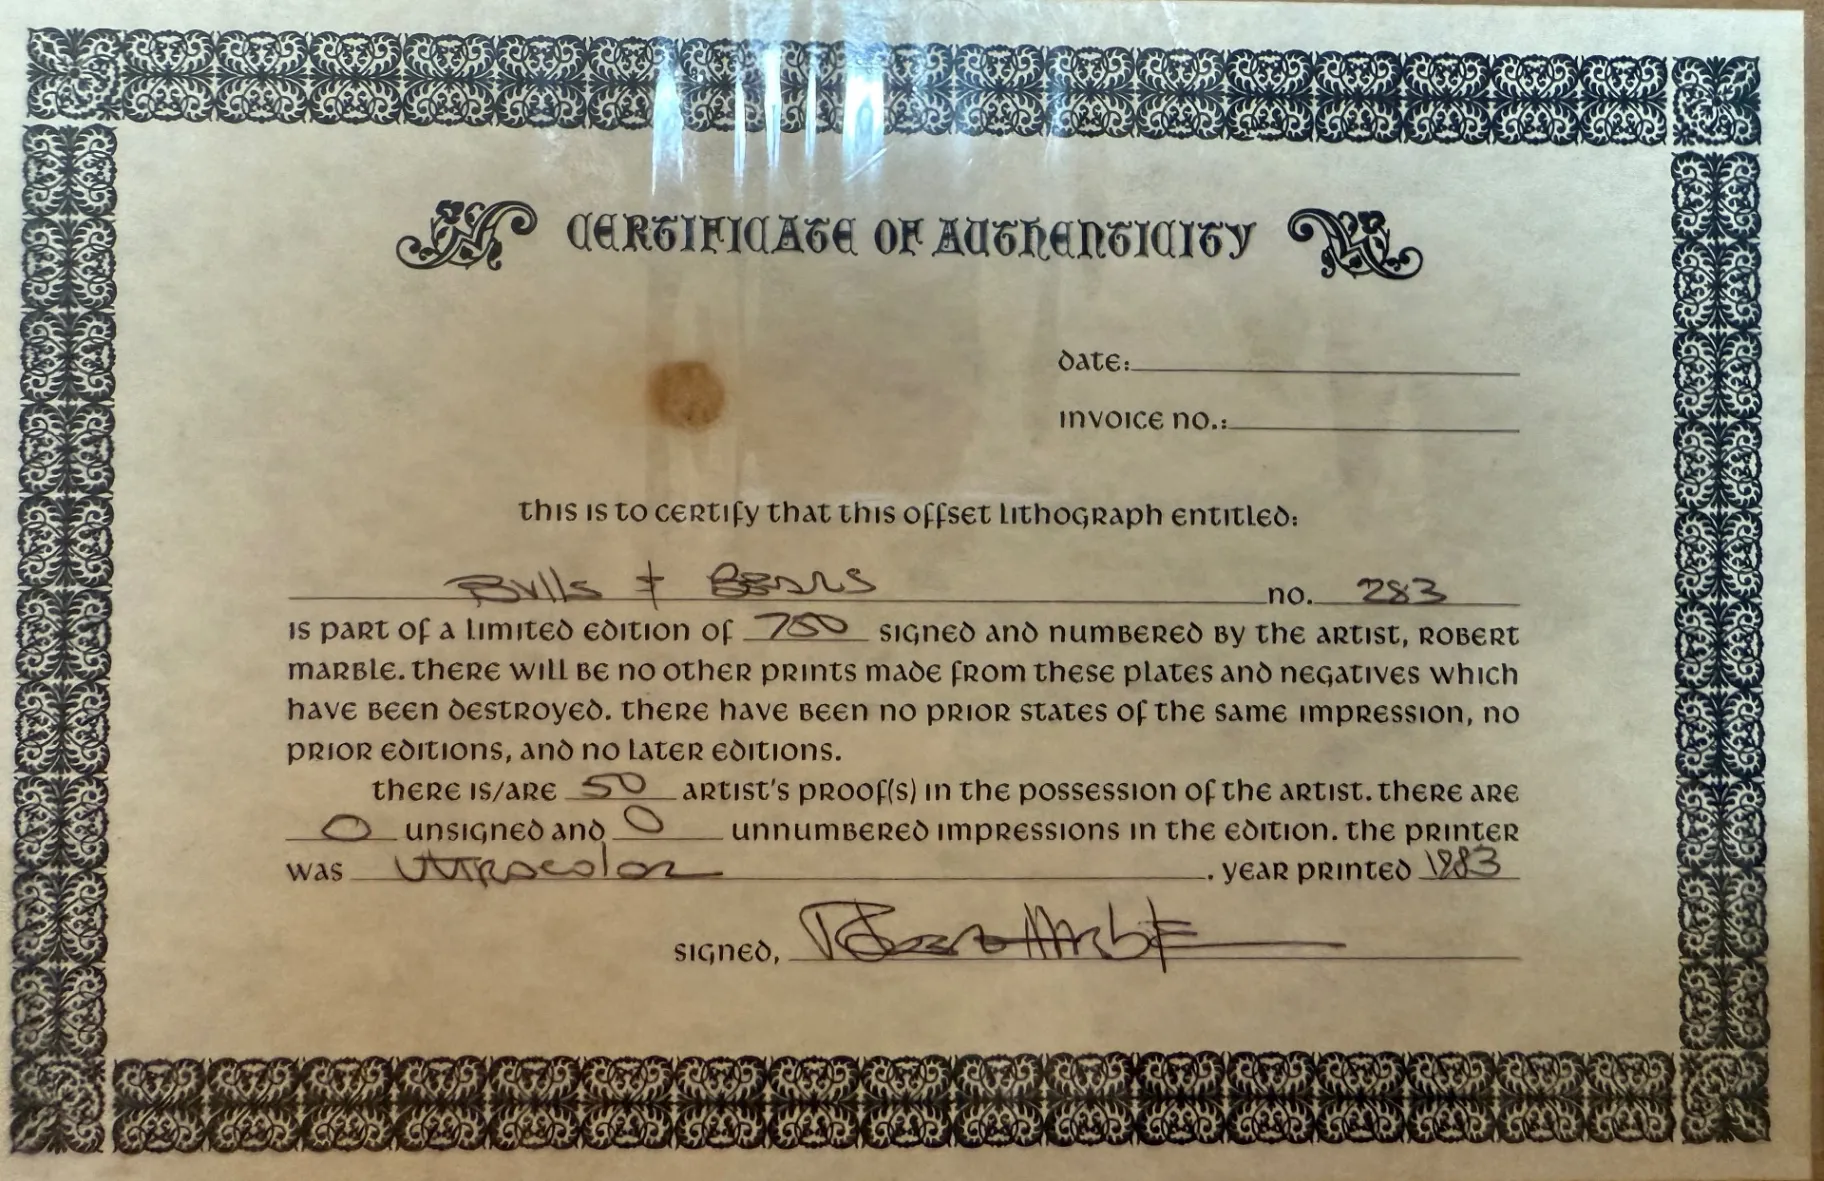 CERTIFICATE OF AUTHENTICITY
date:
invoice no.:
this is to certify that this offset lithograph entitled:
Bulls & Bears no. 283
is part of a limited edition of 750 signed and numbered by the artist, Robert
Marble. there will be no other prints made from these plates and negatives which
have been destroyed. there have been no prior states of the same impression, no
prior editions, and no later editions.
there is/are 50 artist's proof(s) in the possession of the artist. there are
0 unsigned and 0 unnumbered impressions in the edition. the printer
was Ultracolor. year printed 1983
signed, Robert Marble